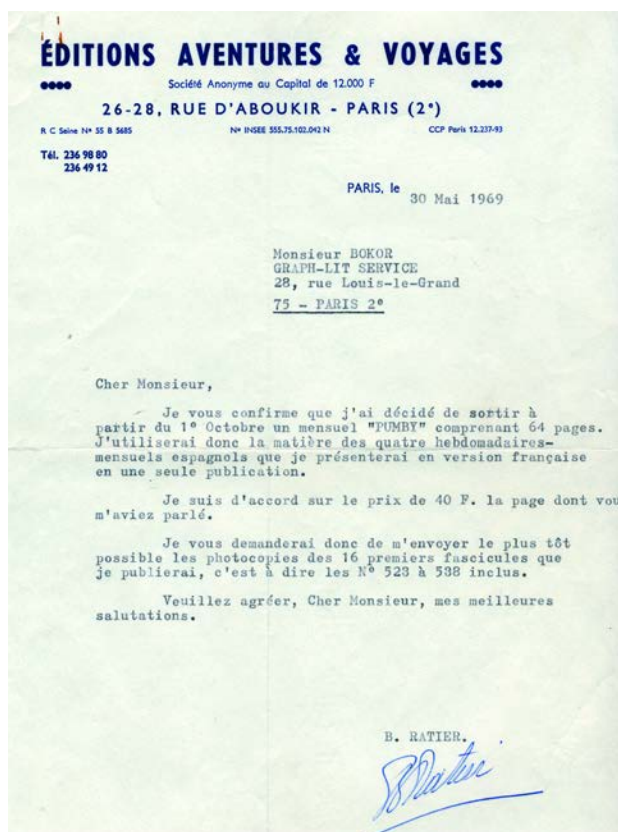 ÉDITIONS AVENTURES & VOYAGES
Société Anonyme au Capital de 12.000 F
26-28, RUE D'ABOUKIR - PARIS (2ᵉ)
R C Seine Nº 55 B 5685 Nº INSEE 555.75.102.042 N CCP Paris 12.237-93
Tél. 236 98 80
236 49 12
PARIS, le 30 Mai 1969
Monsieur BOKOR
GRAPH-LIT SERVICE
28, rue Louis-le-Grand
75 - PARIS 2º
Cher Monsieur,
Je vous confirme que j'ai décidé de sortir à
partir du 1º Octobre un mensuel "PUMBY" comprenant 64 pages.
J'utiliserai donc la matière des quatre hebdomadaires-
mensuels espagnols que je présenterai en version française
en une seule publication.
Je suis d'accord sur le prix de 40 F. la page dont vou
m'aviez parlé.
Je vous demanderai donc de m'envoyer le plus tôt
possible les photocopies des 16 premiers fascicules que
je publierai, c'est à dire les Nº 523 à 538 inclus.
Veuillez agréer, Cher Monsieur, mes meilleures
salutations.
B. RATIER.
BRatier